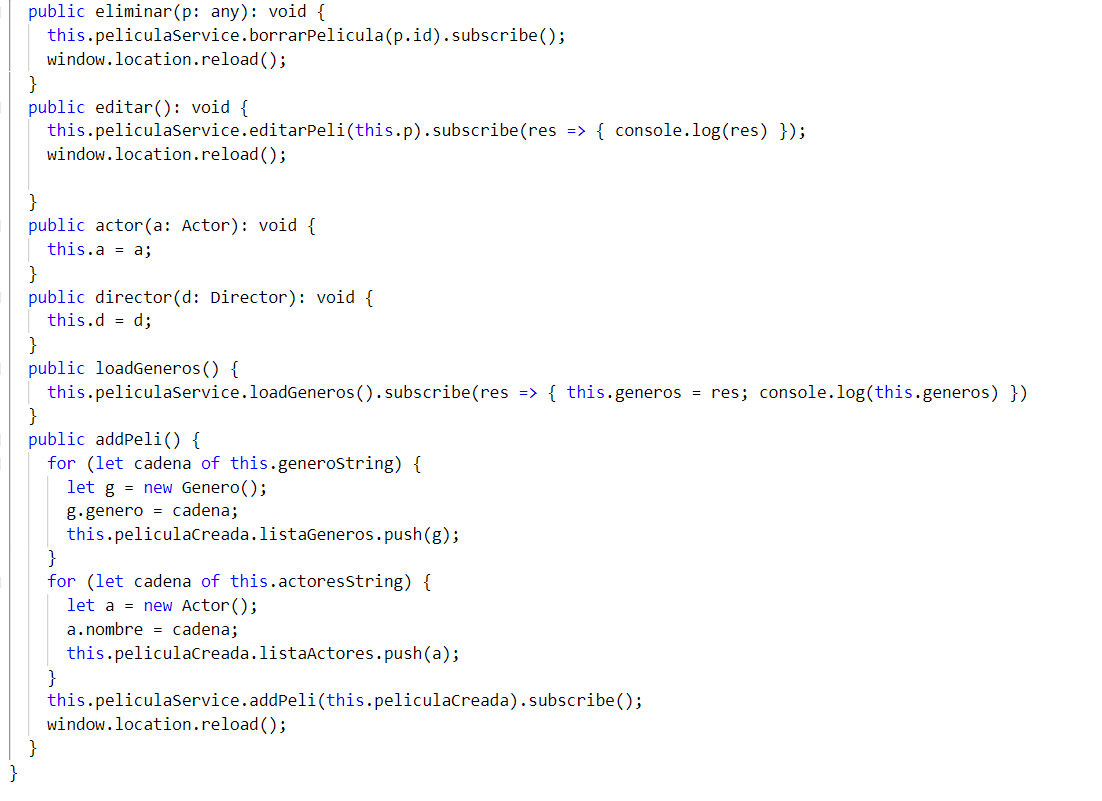 public eliminar(p: any): void {
this.peliculaService.borrarPelicula(p.id).subscribe();
window.location.reload();
}
public editar(): void {
this.peliculaService.editarPeli(this.p).subscribe(res => { console.log(res) });
window.location.reload();
}
public actor(a: Actor): void {
this.a = a;
}
public director(d: Director): void {
this.d = d;
}
public loadGeneros() {
this.peliculaService.loadGeneros().subscribe(res => { this.generos = res; console.log(this.generos) })
}
public addPeli() {
for (let cadena of this.generoString) {
let g = new Genero();
g.genero = cadena;
this.peliculaCreada.listaGeneros.push(g);
}
for (let cadena of this.actoresString) {
let a = new Actor();
a.nombre = cadena;
this.peliculaCreada.listaActores.push(a);
}
this.peliculaService.addPeli(this.peliculaCreada).subscribe();
window.location.reload();
}
}